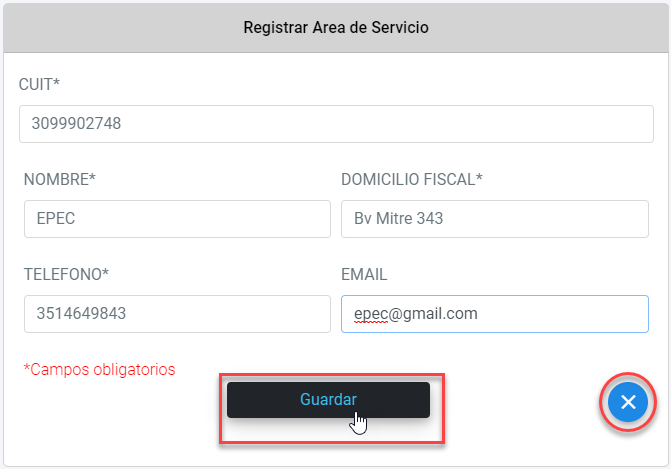 Registrar Area de Servicio
CUIT*
3099902748
NOMBRE*
DOMICILIO FISCAL*
EPEC
Bv Mitre 343
TELEFONO*
EMAIL
3514649843
epec@gmail.com
*Campos obligatorios
Guardar